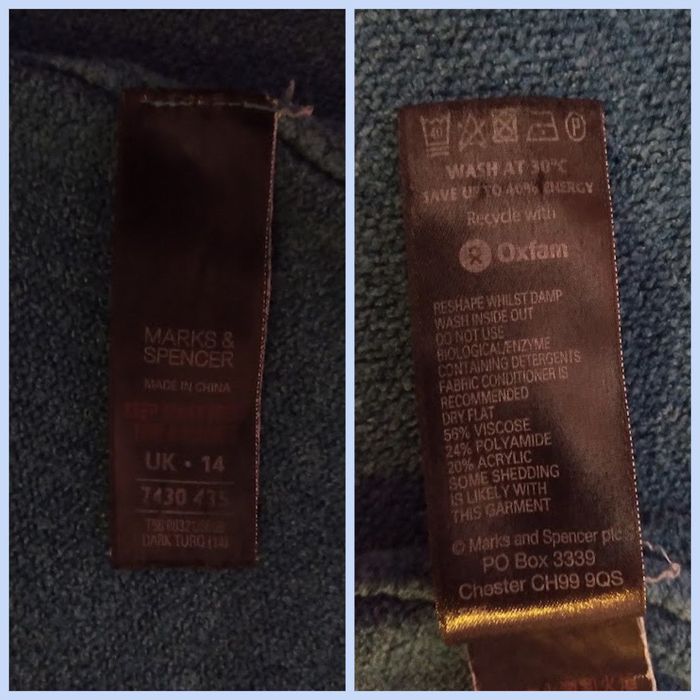 MARKS &
SPENCER
MADE IN CHINA
UK • 14
7430 435
DARK TURQ (14)
P
WASH AT 30°C
SAVE UP TO 40% ENERGY
Recycle with
Oxfam
RESHAPE WHILST DAMP
WASH INSIDE OUT
DO NOT USE
BIOLOGICAL/ENZYME
CONTAINING DETERGENTS
FABRIC CONDITIONER IS
RECOMMENDED
DRY FLAT
56% VISCOSE
24% POLYAMIDE
20% ACRYLIC
SOME SHEDDING
IS LIKELY WITH
THIS GARMENT
© Marks and Spencer plc
PO Box 3339
Chester CH99 9QS